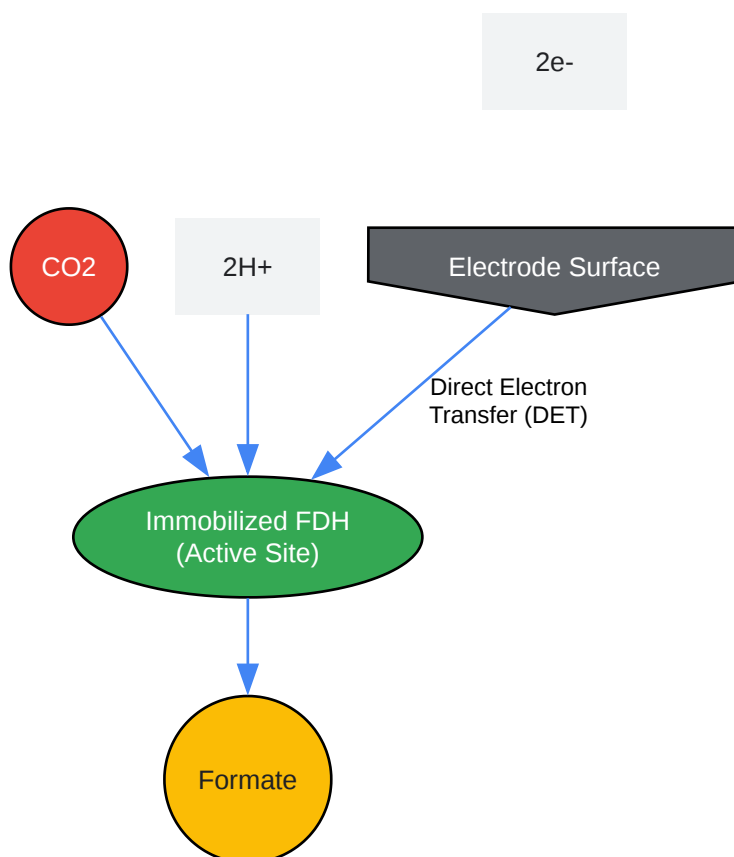 2e-
CO2
2H+
Electrode Surface
Direct Electron
Transfer (DET)
Immobilized FDH
(Active Site)
Formate